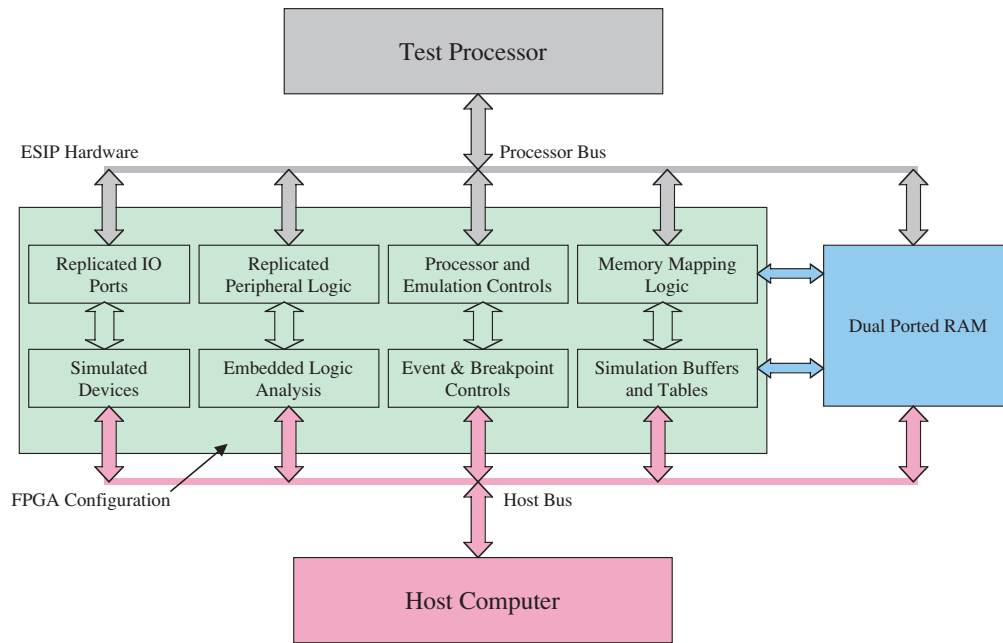 Test Processor
ESIP Hardware
Processor Bus
Replicated IO
Ports
Replicated
Peripheral Logic
Processor and
Emulation Controls
Memory Mapping
Logic
Dual Ported RAM
Simulated
Devices
Embedded Logic
Analysis
Event & Breakpoint
Controls
Simulation Buffers
and Tables
FPGA Configuration
Host Bus
Host Computer